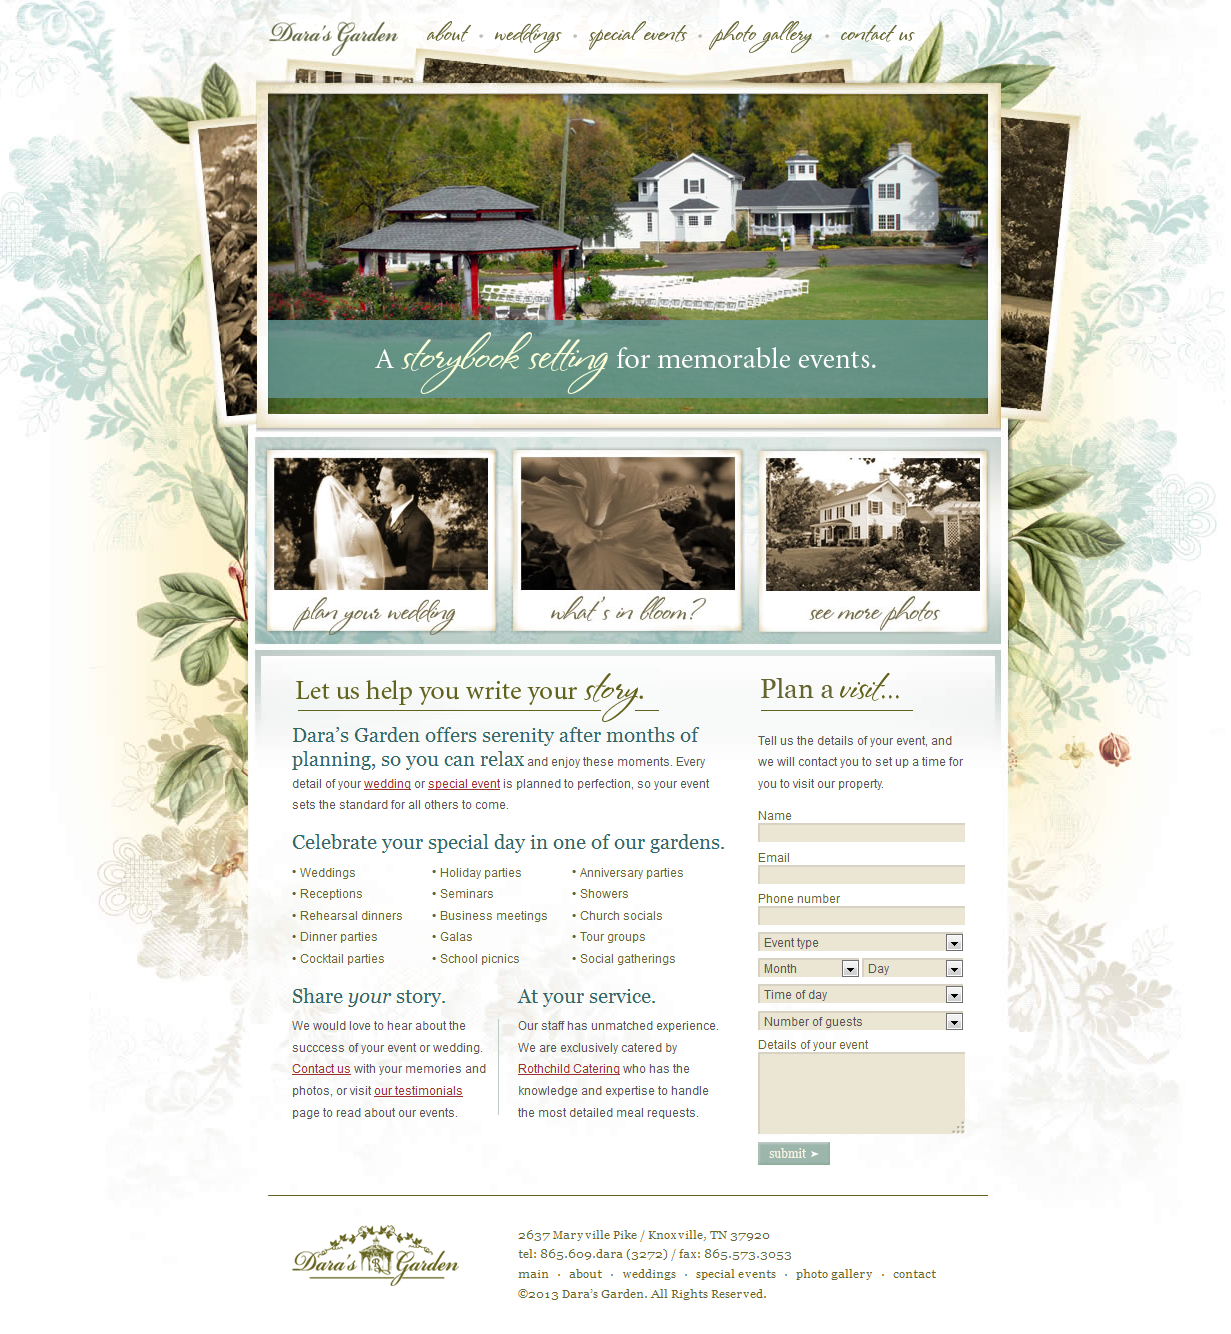 Dara's Garden
about • weddings • special events • photo gallery • contact us
A storybook setting for memorable events.
plan your wedding
what's in bloom?
see more photos
Let us help you write your story.
Dara's Garden offers serenity after months of
planning, so you can relax and enjoy these moments. Every
detail of your wedding or special event is planned to perfection, so your event
sets the standard for all others to come.
Celebrate your special day in one of our gardens.
• Weddings
• Receptions
• Rehearsal dinners
• Dinner parties
• Cocktail parties
• Holiday parties
• Seminars
• Business meetings
• Galas
• School picnics
• Anniversary parties
• Showers
• Church socials
• Tour groups
• Social gatherings
Share your story.
We would love to hear about the
succcess of your event or wedding.
Contact us with your memories and
photos, or visit our testimonials
page to read about our events.
At your service.
Our staff has unmatched experience.
We are exclusively catered by
Rothchild Catering who has the
knowledge and expertise to handle
the most detailed meal requests.
Plan a visit...
Tell us the details of your event, and
we will contact you to set up a time for
you to visit our property.
Name
Email
Phone number
Event type
Month Day
Time of day
Number of guests
Details of your event
submit ➤
Dara's Garden
2637 Maryville Pike / Knoxville, TN 37920
tel: 865.609.dara (3272) / fax: 865.573.3053
main • about • weddings • special events • photo gallery • contact
©2013 Dara's Garden. All Rights Reserved.